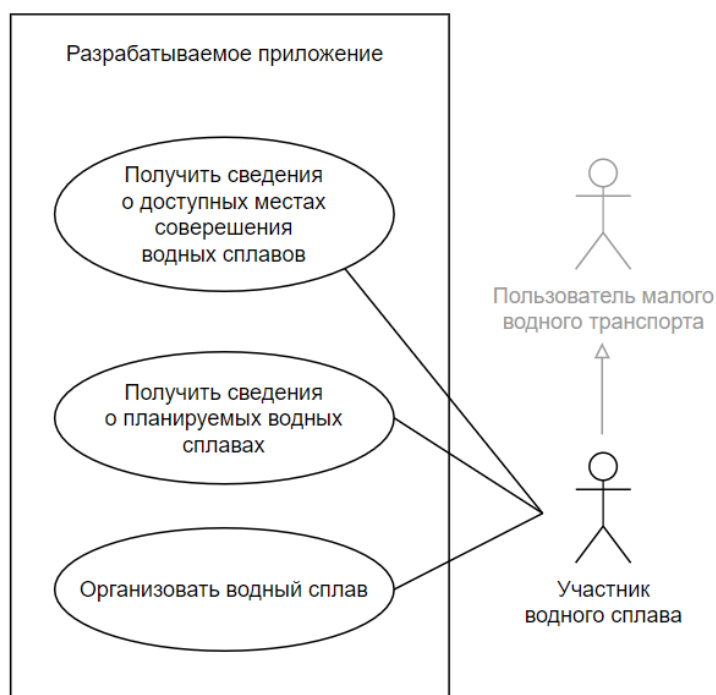 Разрабатываемое приложение
Получить сведения
о доступных местах
соверешения
водных сплавов
Пользователь малого
водного транспорта
Получить сведения
о планируемых водных
сплавах
Организовать водный сплав
Участник
водного сплава